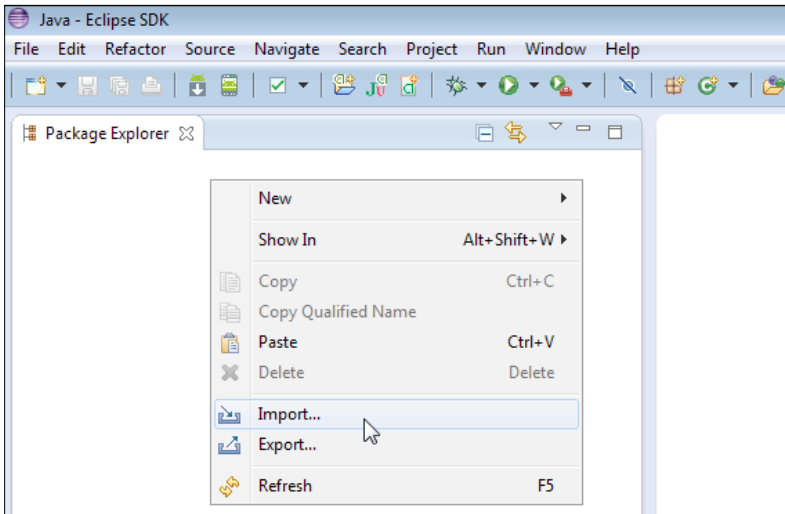 Java - Eclipse SDK
File Edit Refactor Source Navigate Search Project Run Window Help
Package Explorer
New
Show In Alt+Shift+W
Copy Ctrl+C
Copy Qualified Name
Paste Ctrl+V
Delete Delete
Import...
Export...
Refresh F5